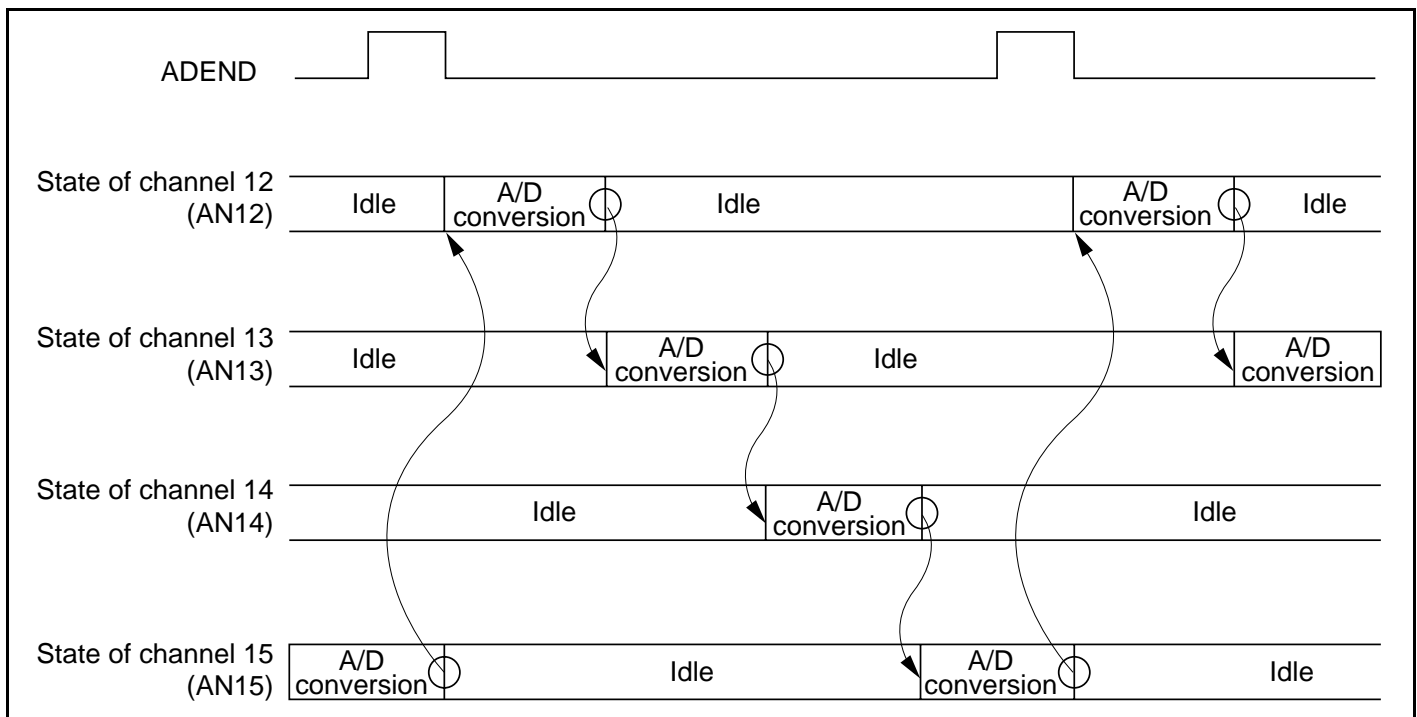 ADEND
State of channel 12
(AN12)
Idle
A/D
conversion
Idle
A/D
conversion
Idle
State of channel 13
(AN13)
Idle
A/D
conversion
Idle
A/D
conversion
State of channel 14
(AN14)
Idle
A/D
conversion
Idle
State of channel 15
(AN15)
A/D
conversion
Idle
A/D
conversion
Idle